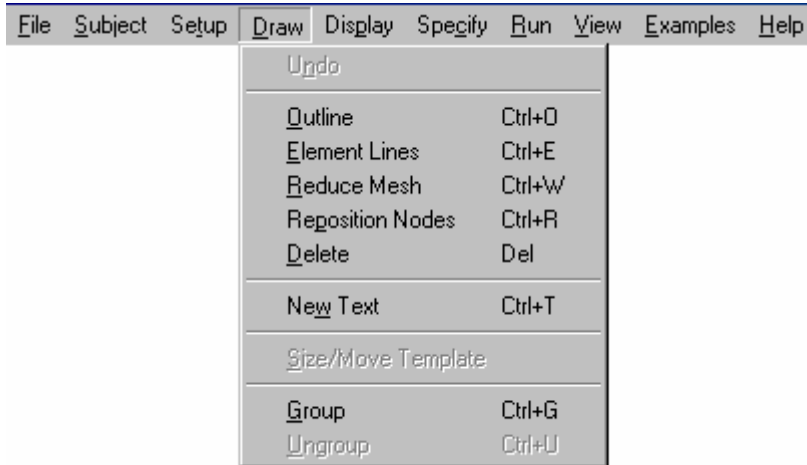 File Subject Setup Draw Display Specify Run View Examples Help
Undo
Outline Ctrl+O
Element Lines Ctrl+E
Reduce Mesh Ctrl+W
Reposition Nodes Ctrl+R
Delete Del
New Text Ctrl+T
Size/Move Template
Group Ctrl+G
Ungroup Ctrl+U